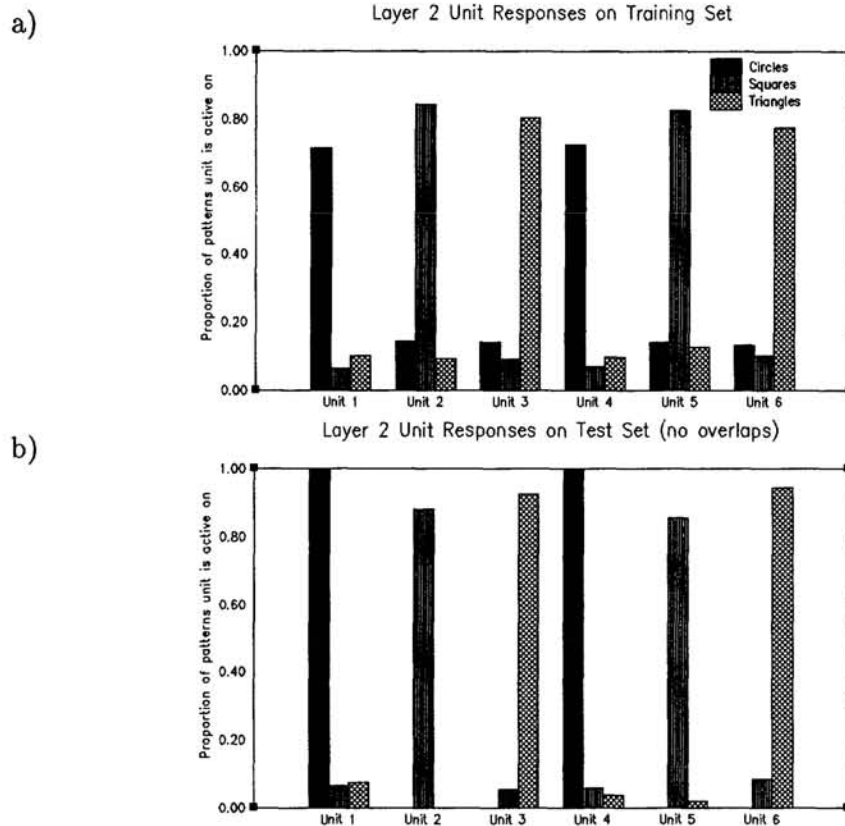 a)
Layer 2 Unit Responses on Training Set
Proportion of patterns unit is active on
1.00
0.80
0.60
0.40
0.20
0.00
Circles
Squares
Triangles
Unit 1
Unit 2
Unit 3
Unit 4
Unit 5
Unit 6
b)
Layer 2 Unit Responses on Test Set (no overlaps)
Proportion of patterns unit is active on
1.00
0.80
0.60
0.40
0.20
0.00
Unit 1
Unit 2
Unit 3
Unit 4
Unit 5
Unit 6